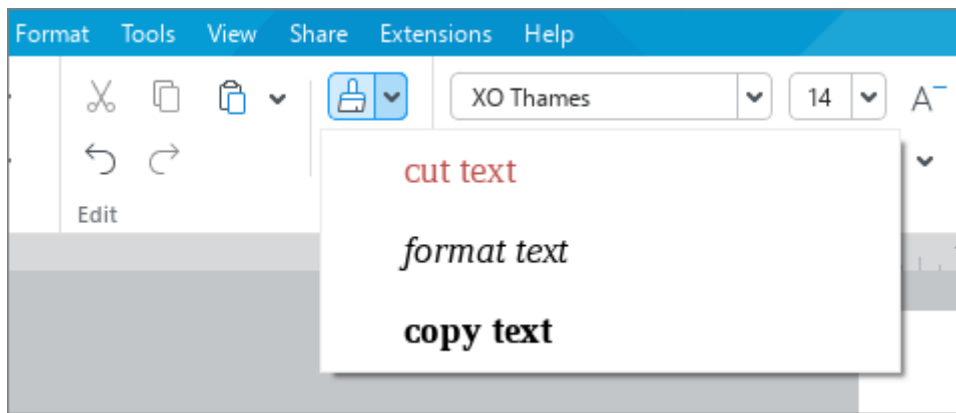 Format Tools View Share Extensions Help
XO Thames 14 A
cut text
Edit
format text
copy text